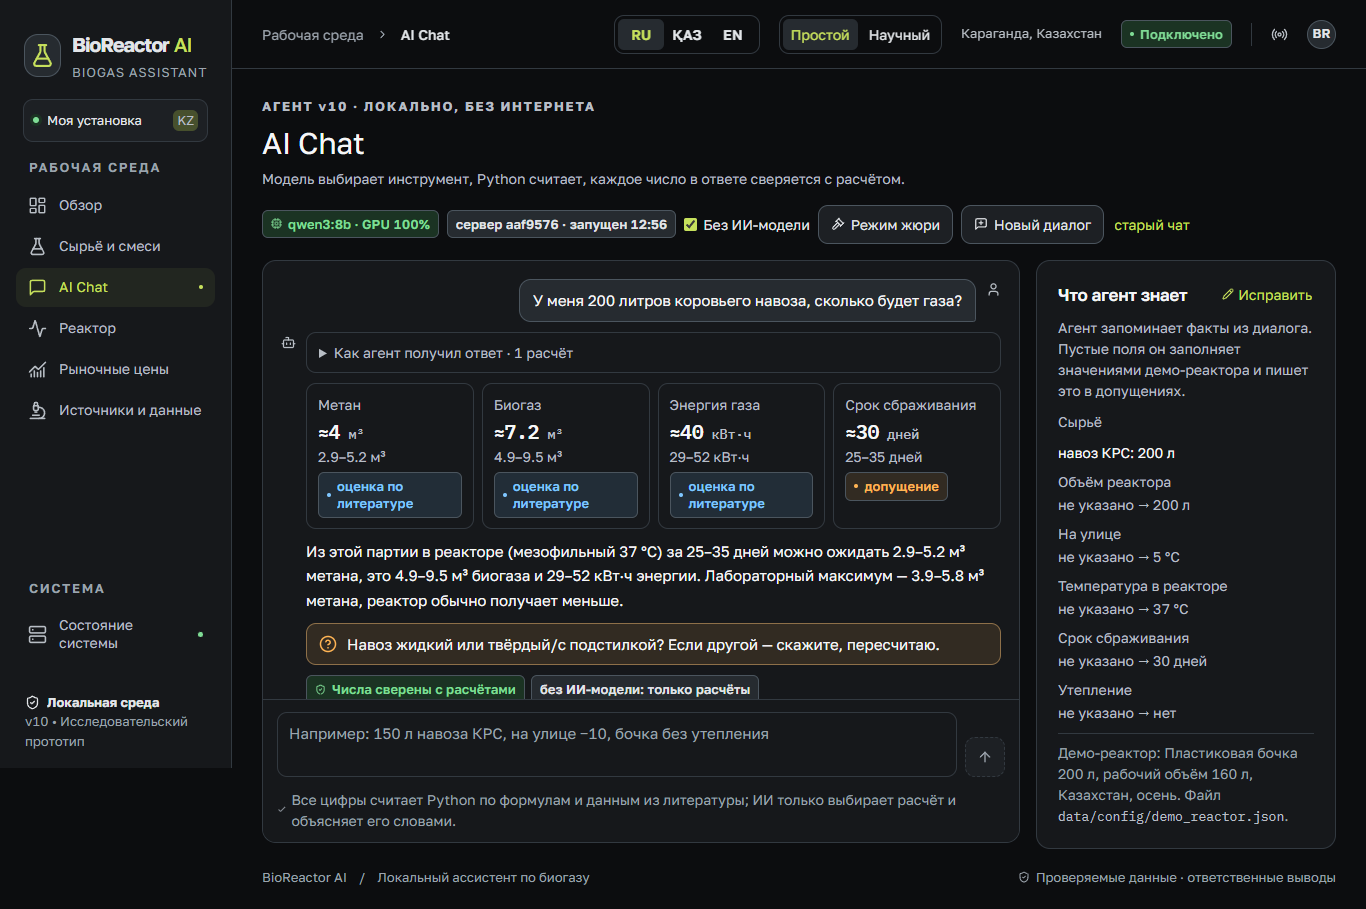 BioReactor AI
BIOGAS ASSISTANT
Моя установка KZ
РАБОЧАЯ СРЕДА
Обзор
Сырьё и смеси
AI Chat
Реактор
Рыночные цены
Источники и данные
СИСТЕМА
Состояние
системы
Локальная среда
v10 • Исследовательский
прототип
Рабочая среда > AI Chat
RU ҚАЗ EN
Простой Научный
Караганда, Казахстан
• Подключено
BR
АГЕНТ v10 · ЛОКАЛЬНО, БЕЗ ИНТЕРНЕТА
AI Chat
Модель выбирает инструмент, Python считает, каждое число в ответе сверяется с расчётом.
qwen3:8b · GPU 100%
сервер aaf9576 · запущен 12:56
Без ИИ-модели
Режим жюри
Новый диалог
старый чат
У меня 200 литров коровьего навоза, сколько будет газа?
▶ Как агент получил ответ · 1 расчёт
Метан
≈4 м³
2.9–5.2 м³
• оценка по
литературе
Биогаз
≈7.2 м³
4.9–9.5 м³
• оценка по
литературе
Энергия газа
≈40 кВт·ч
29–52 кВт·ч
• оценка по
литературе
Срок сбраживания
≈30 дней
25–35 дней
• допущение
Из этой партии в реакторе (мезофильный 37 °C) за 25–35 дней можно ожидать 2.9–5.2 м³
метана, это 4.9–9.5 м³ биогаза и 29–52 кВт·ч энергии. Лабораторный максимум — 3.9–5.8 м³
метана, реактор обычно получает меньше.
Навоз жидкий или твёрдый/с подстилкой? Если другой — скажите, пересчитаю.
Числа сверены с расчётами
без ИИ-модели: только расчёты
Например: 150 л навоза КРС, на улице −10, бочка без утепления
Все цифры считает Python по формулам и данным из литературы; ИИ только выбирает расчёт и
объясняет его словами.
Что агент знает
Исправить
Агент запоминает факты из диалога.
Пустые поля он заполняет
значениями демо-реактора и пишет
это в допущениях.
Сырьё
навоз КРС: 200 л
Объём реактора
не указано → 200 л
На улице
не указано → 5 °C
Температура в реакторе
не указано → 37 °C
Срок сбраживания
не указано → 30 дней
Утепление
не указано → нет
Демо-реактор: Пластиковая бочка
200 л, рабочий объём 160 л,
Казахстан, осень. Файл
data/config/demo_reactor.json.
BioReactor AI / Локальный ассистент по биогазу
Проверяемые данные · ответственные выводы